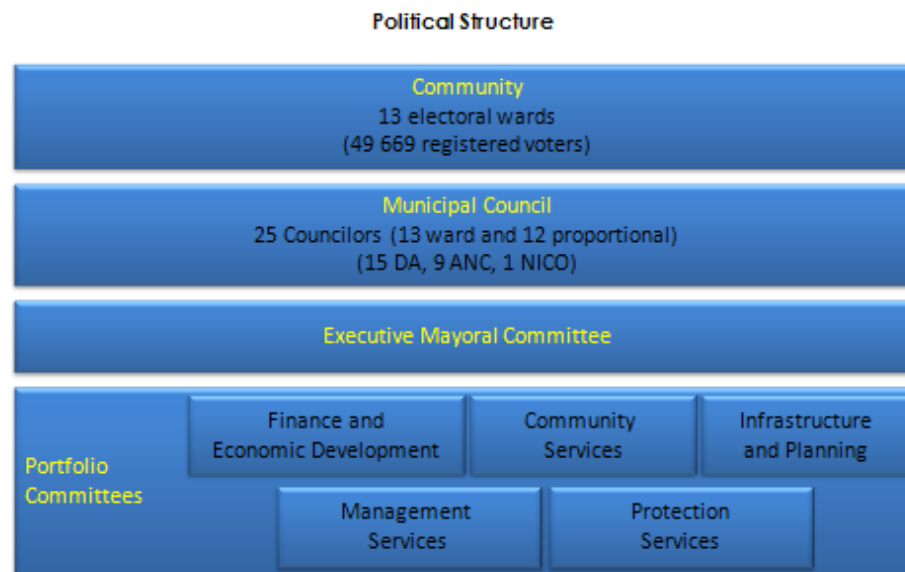 Political Structure
Community
13 electoral wards
(49 669 registered voters)
Municipal Council
25 Councilors (13 ward and 12 proportional)
(15 DA, 9 ANC, 1 NICO)
Executive Mayoral Committee
Portfolio
Committees
Finance and
Economic Development
Community
Services
Infrastructure
and Planning
Management
Services
Protection
Services